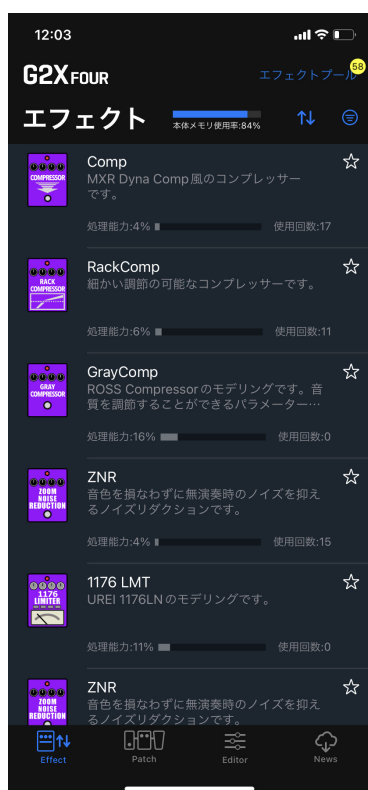 12:03
G2X FOUR
エフェクトプール
58
エフェクト
本体メモリ使用率:84%
COMPRESSOR
Comp
MXR Dyna Comp風のコンプレッサー
です。
処理能力:4%
使用回数:17
RACK
COMPRESSOR
RackComp
細かい調節の可能なコンプレッサーです。
処理能力:6%
使用回数:11
GRAY
COMPRESSOR
GrayComp
ROSS Compressorのモデリングです。音
質を調節することができるパラメーター…
処理能力:16%
使用回数:0
ZOOM
NOISE
REDUCTION
ZNR
音色を損なわずに無演奏時のノイズを抑え
るノイズリダクションです。
処理能力:4%
使用回数:15
1176
LIMITER
1176 LMT
UREI 1176LNのモデリングです。
処理能力:11%
使用回数:0
ZOOM
NOISE
REDUCTION
ZNR
音色を損なわずに無演奏時のノイズを抑え
るノイズリダクションです。
Effect
Patch
Editor
News